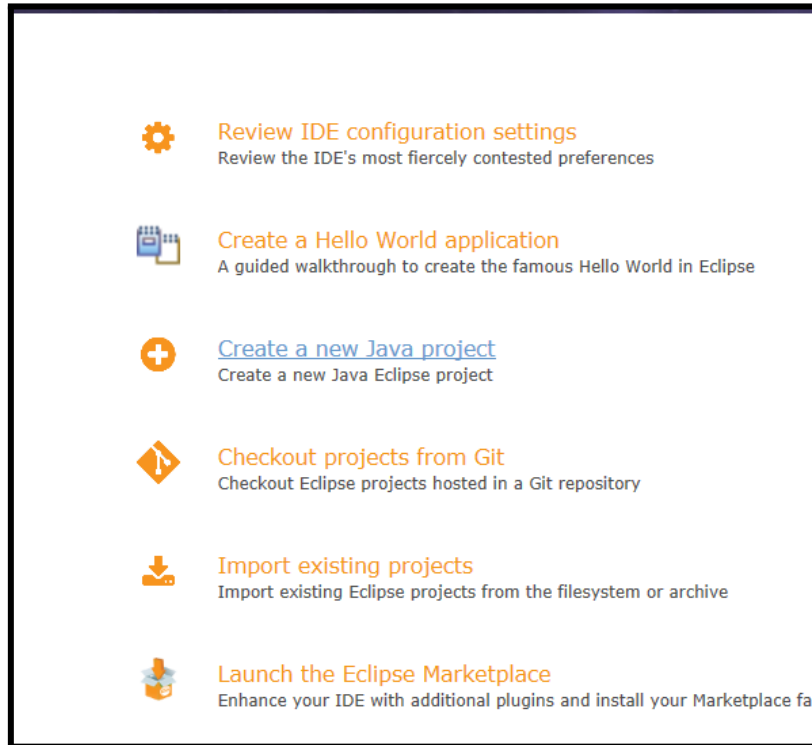 Review IDE configuration settings
Review the IDE's most fiercely contested preferences
Create a Hello World application
A guided walkthrough to create the famous Hello World in Eclipse
Create a new Java project
Create a new Java Eclipse project
Checkout projects from Git
Checkout Eclipse projects hosted in a Git repository
Import existing projects
Import existing Eclipse projects from the filesystem or archive
Launch the Eclipse Marketplace
Enhance your IDE with additional plugins and install your Marketplace fa